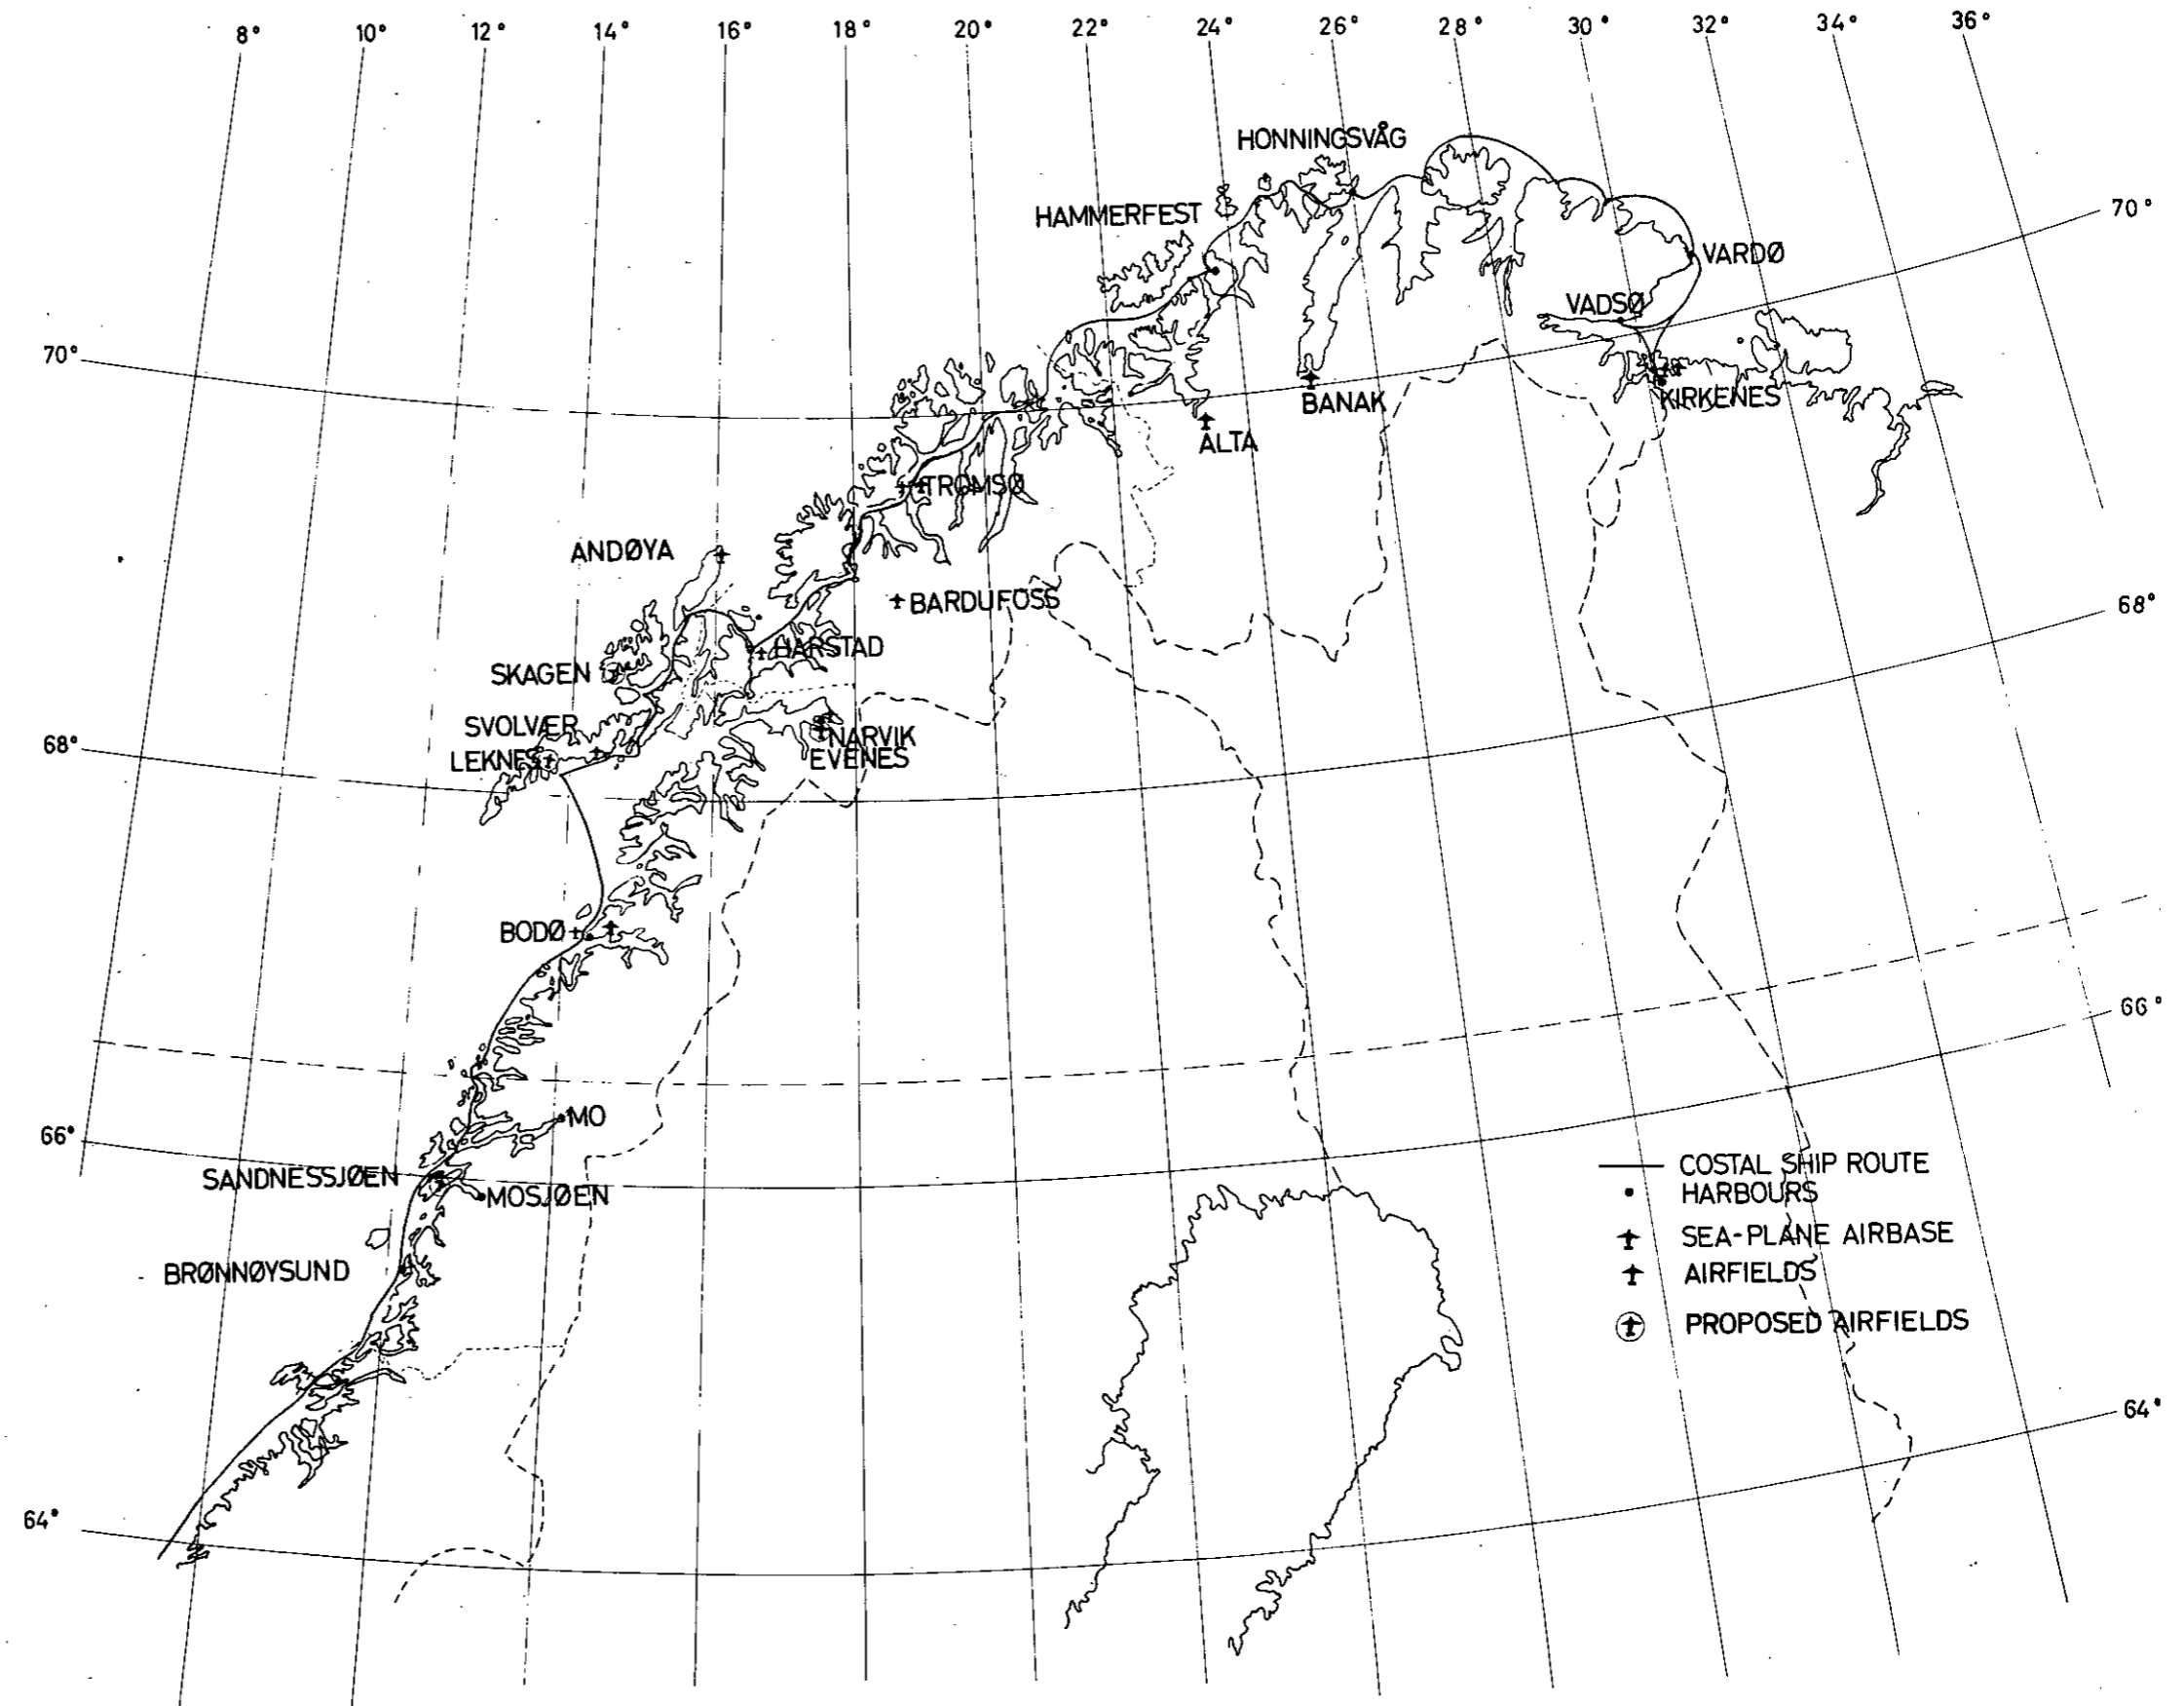 8° 10° 12° 14° 16° 18° 20° 22° 24° 26° 28° 30° 32° 34° 36°
HONNINGSVÅG
HAMMERFEST
70°
VARDØ
VADSØ
70°
BANAK
KIRKENES
ALTA
TROMSØ
ANDØYA
BARDUFOSS
68°
HARSTAD
SKAGEN
SVOLVÆR
NARVIK
68°
LEKNES
EVENES
BODØ
66°
MO
66°
SANDNESSJØEN
MOSJØEN
BRØNNØYSUND
COSTAL SHIP ROUTE
HARBOURS
SEA-PLANE AIRBASE
AIRFIELDS
PROPOSED AIRFIELDS
64°
64°